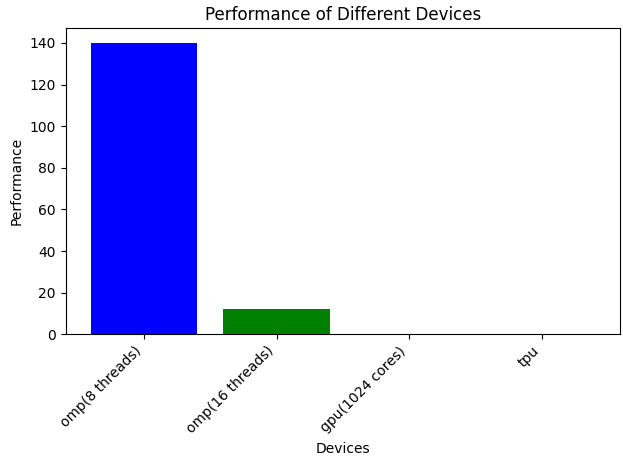 Performance of Different Devices
140
120
100
80
60
40
20
0
Performance
omp(8 threads)
omp(16 threads)
gpu(1024 cores)
tpu
Devices